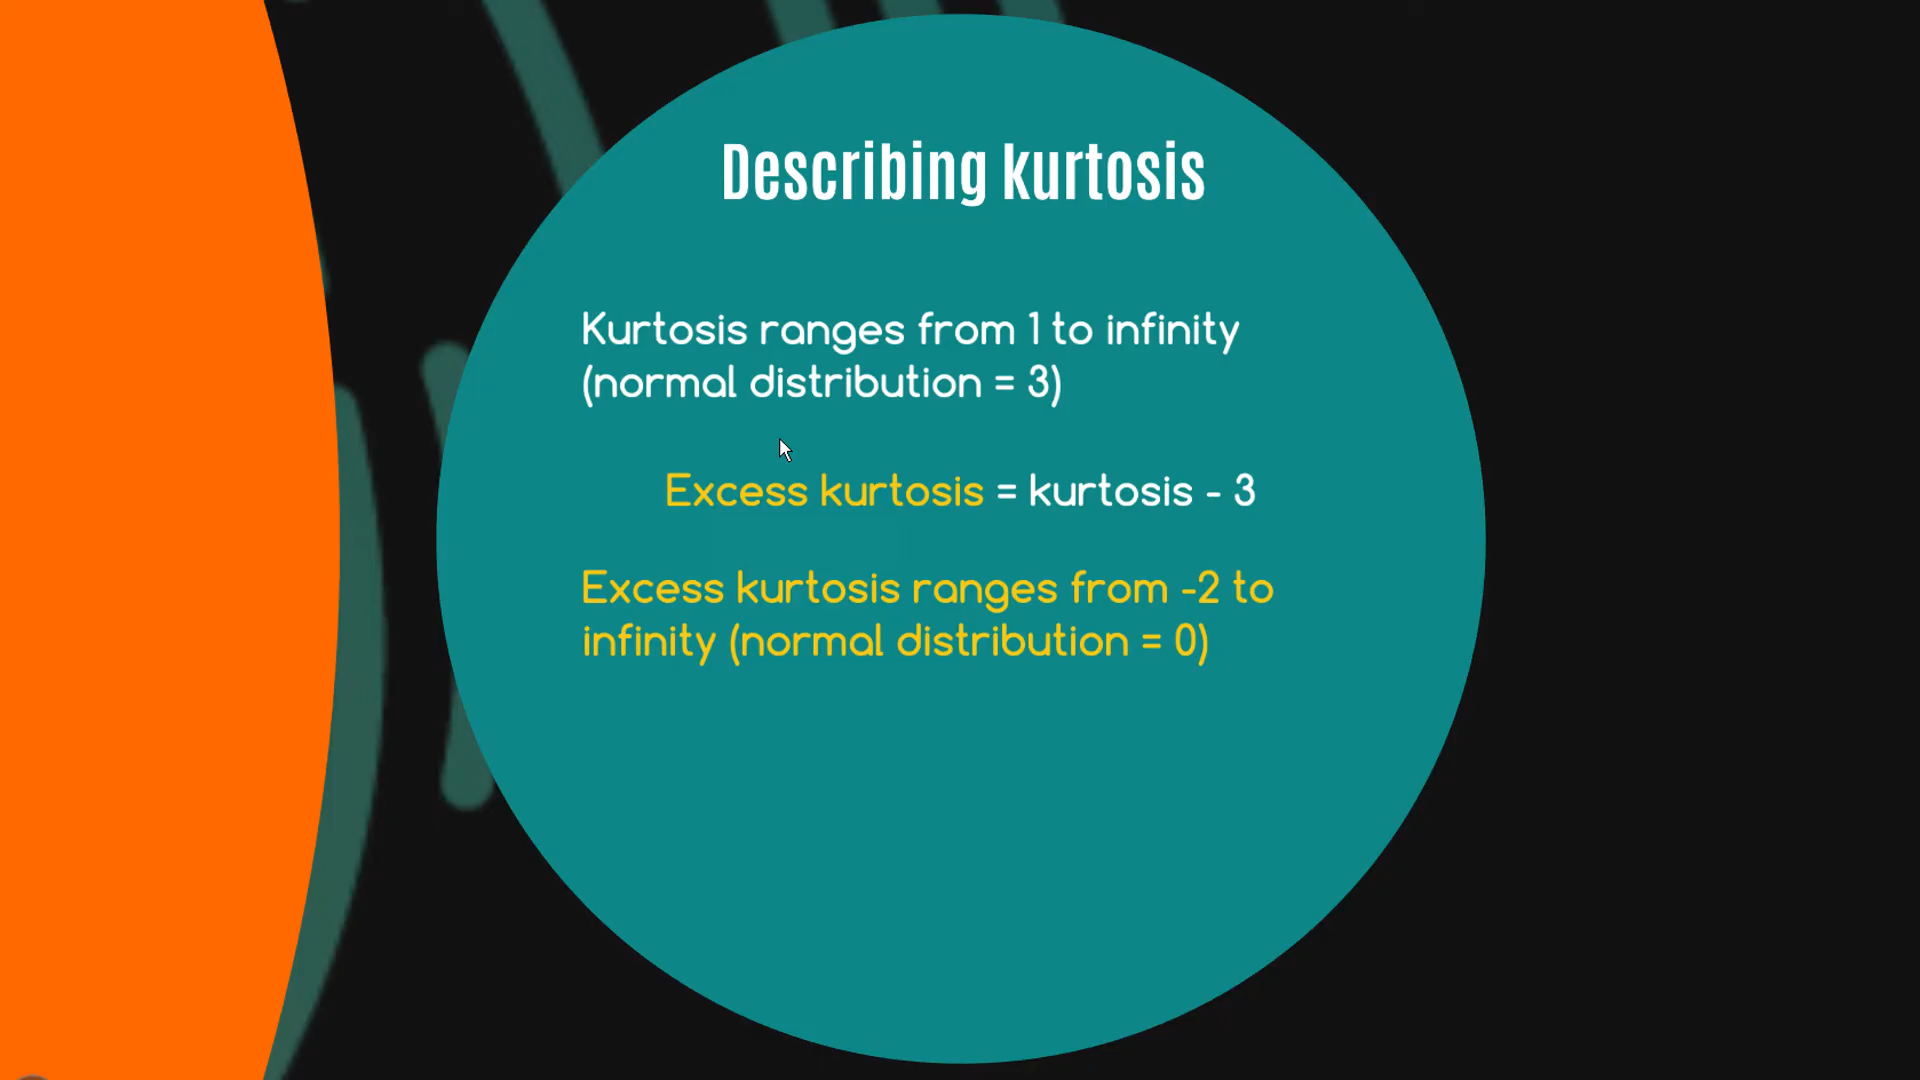 Describing kurtosis
Kurtosis ranges from 1 to infinity
(normal distribution = 3)
Excess kurtosis = kurtosis - 3
Excess kurtosis ranges from -2 to
infinity (normal distribution = 0)